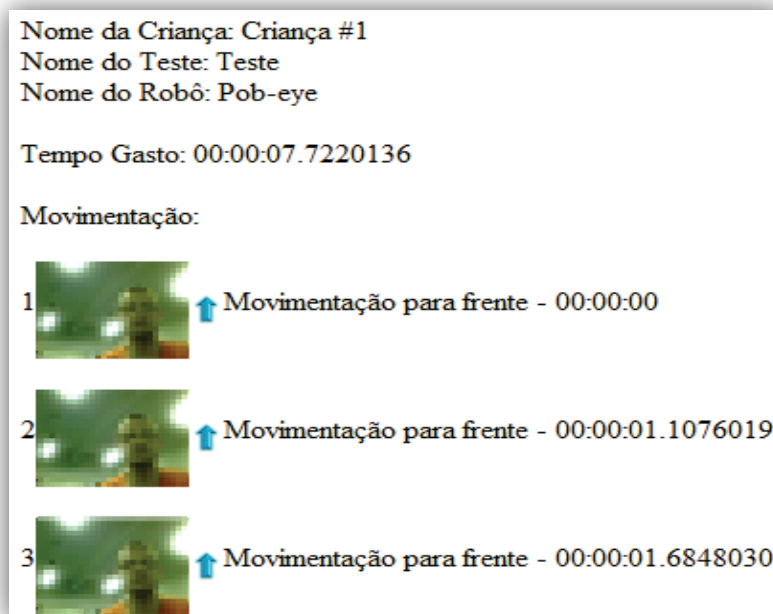 Nome da Criança: Criança #1
Nome do Teste: Teste
Nome do Robô: Pob-eye
Tempo Gasto: 00:00:07.7220136
Movimentação:
1 Movimentação para frente - 00:00:00
2 Movimentação para frente - 00:00:01.1076019
3 Movimentação para frente - 00:00:01.6848030